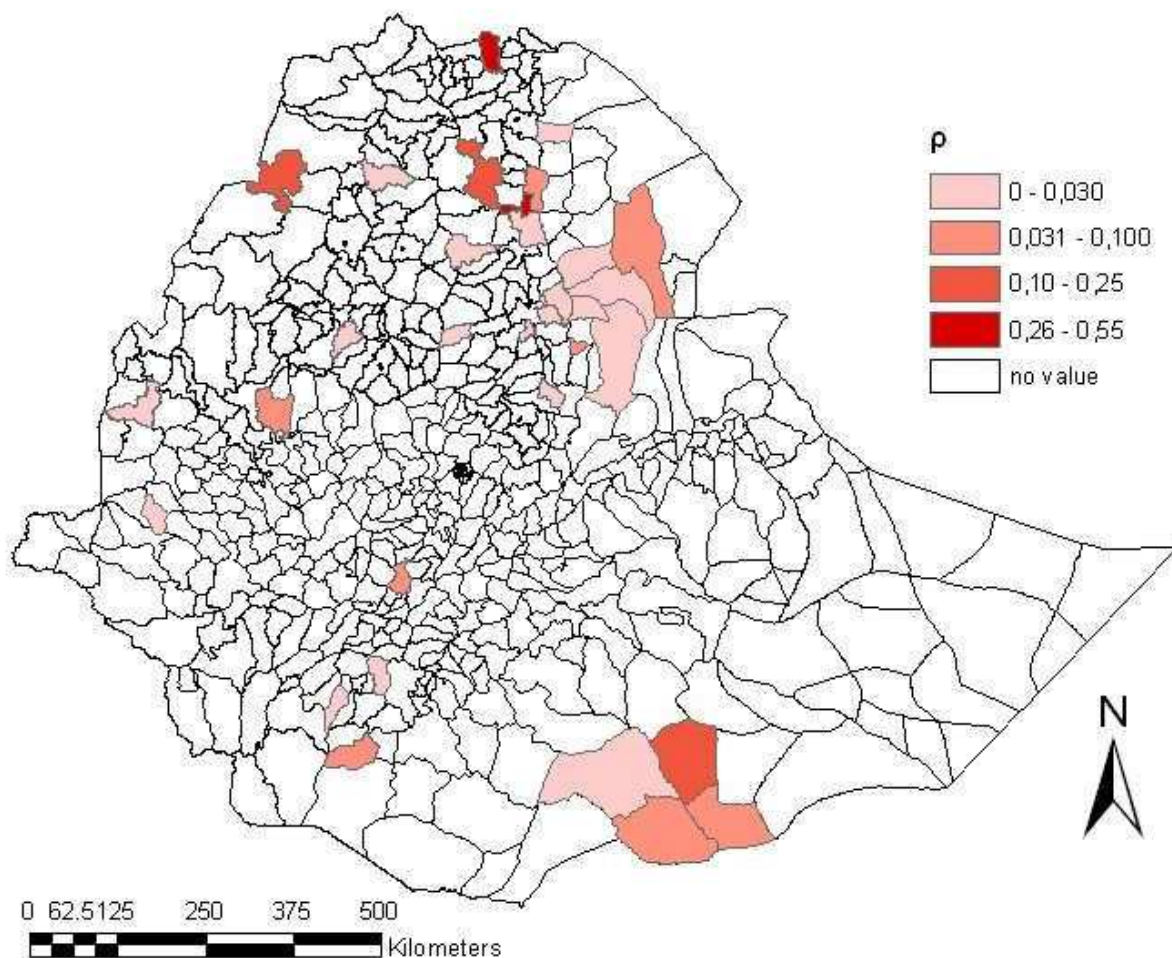 ρ
0 - 0,030
0,031 - 0,100
0,10 - 0,25
0,26 - 0,55
no value
N
0 62.5125 250 375 500
Kilometers